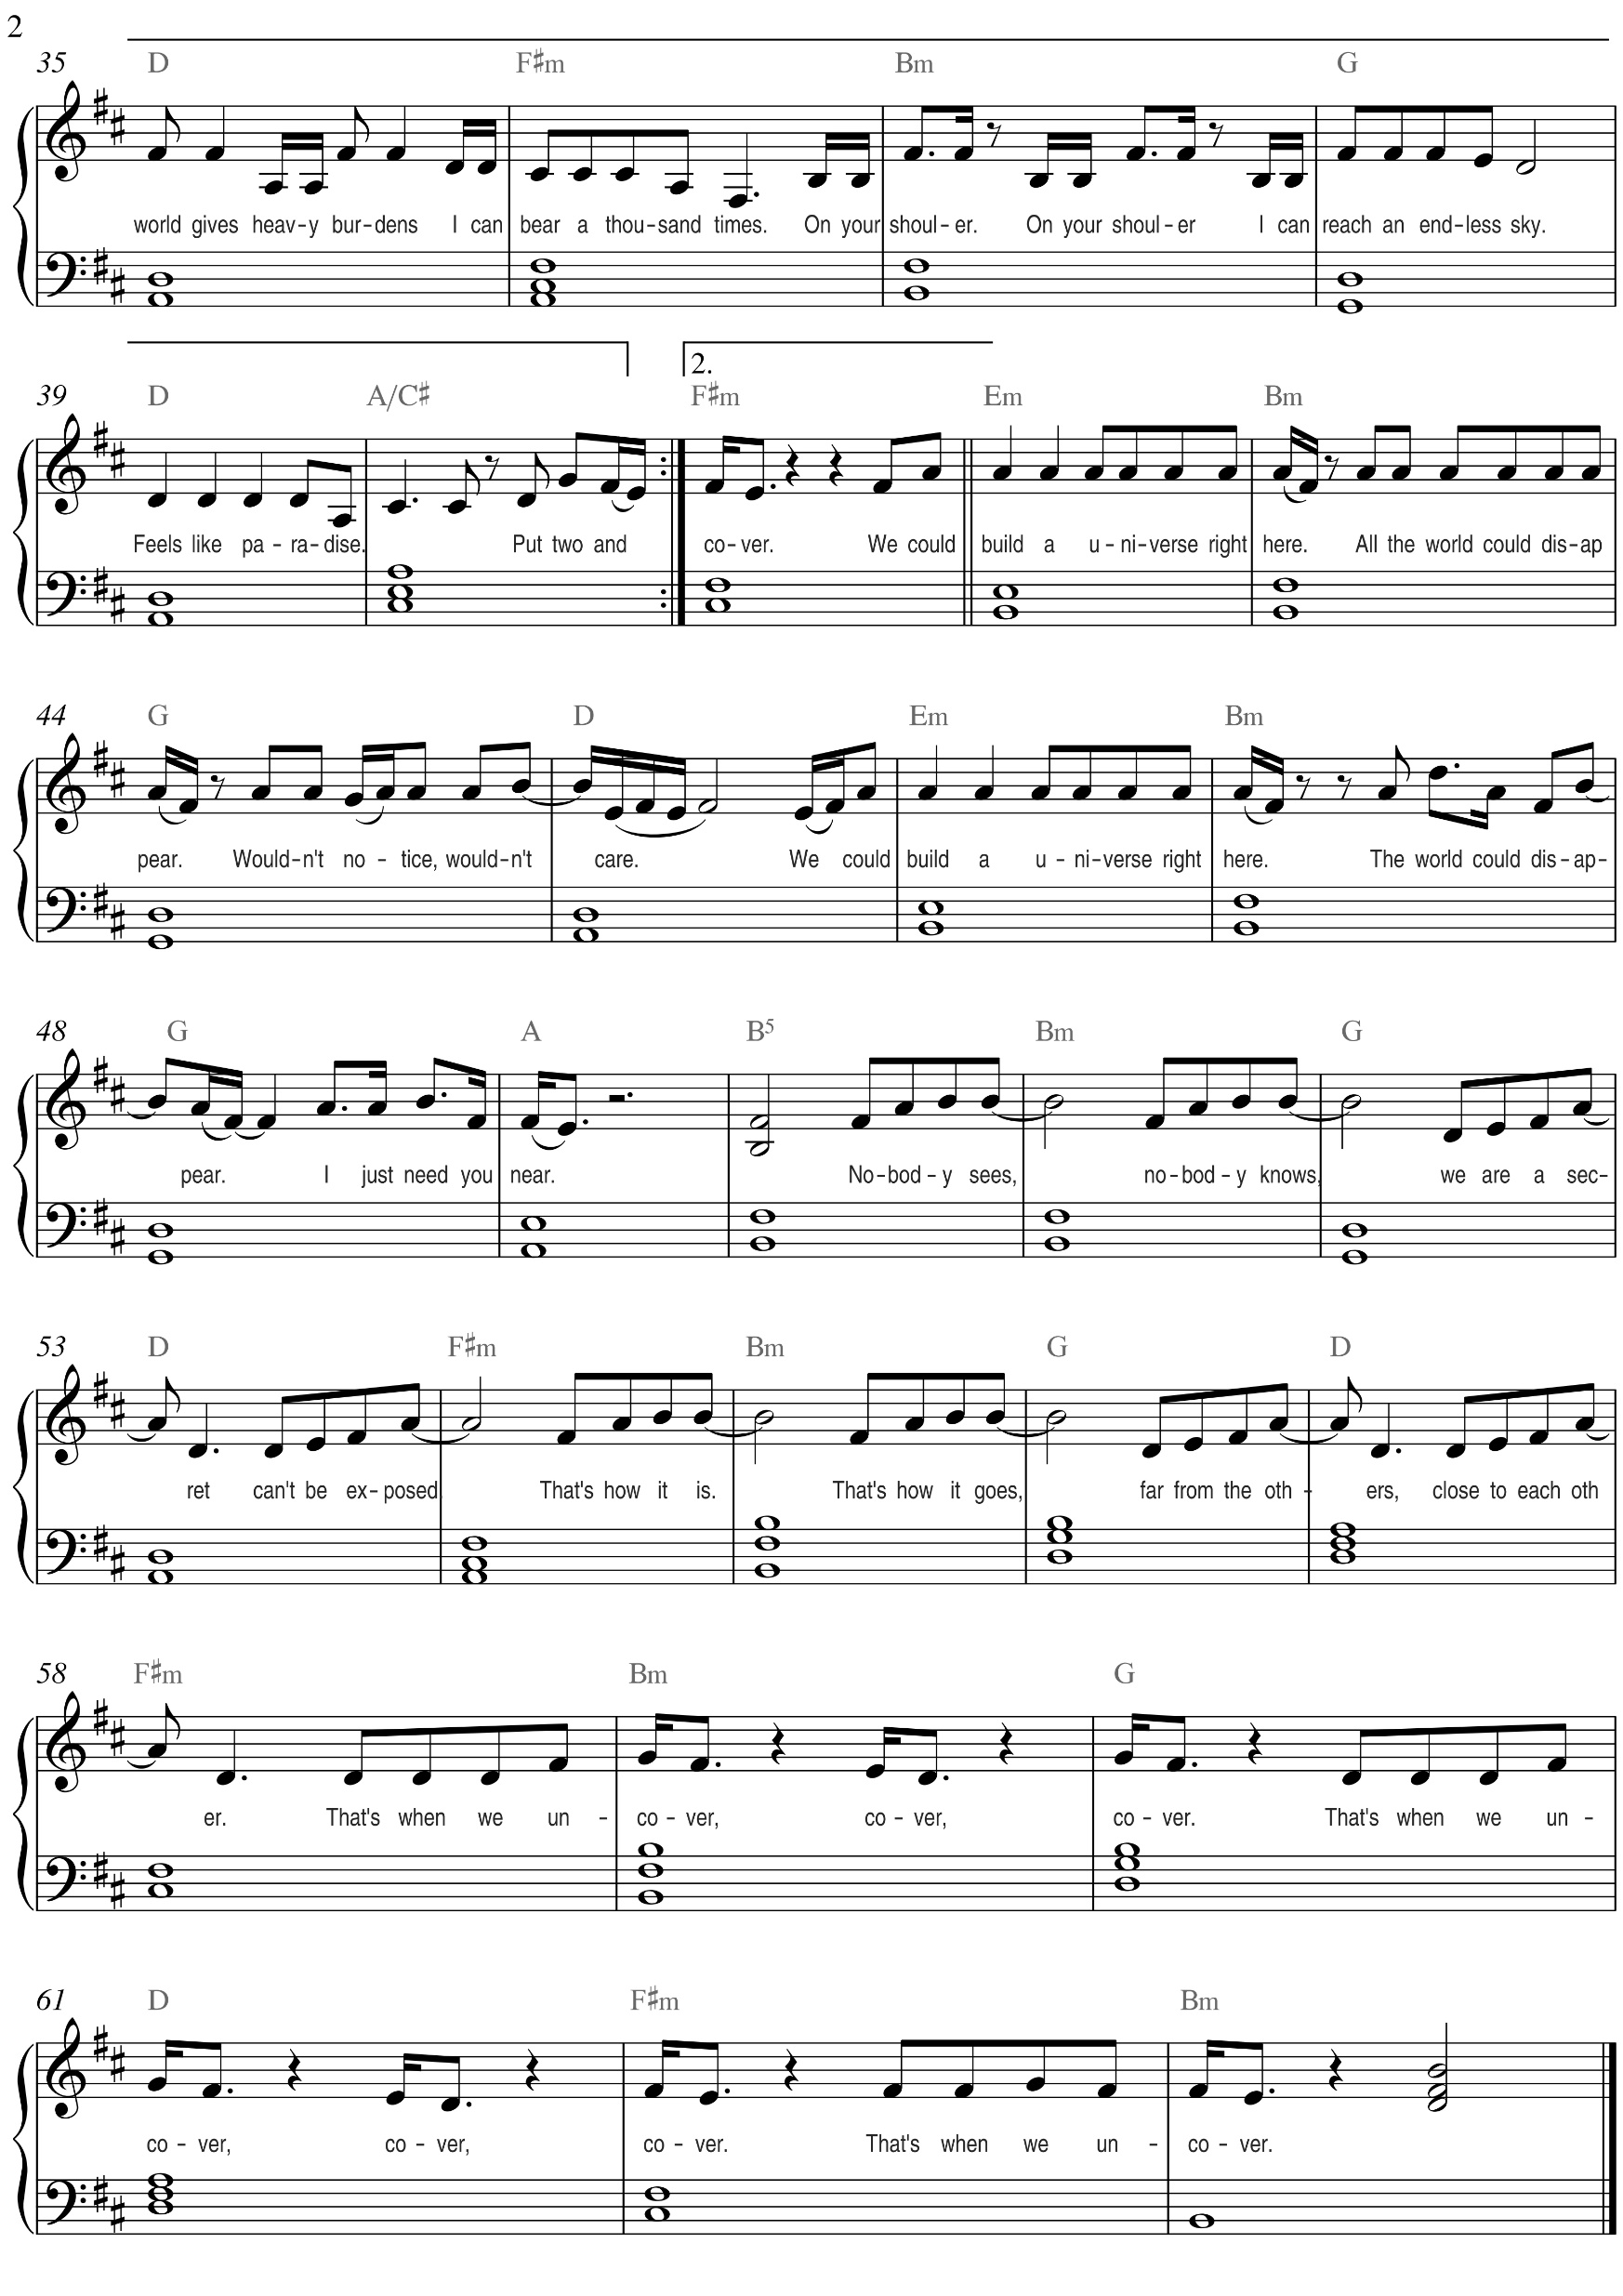 2
35 D F♯m Bm G
world gives heav-y bur-dens I can bear a thou-sand times. On your shoul-er. On your shoul-er I can reach an end-less sky.
2.
39 D A/C♯ F♯m Em Bm
Feels like pa-ra-dise. Put two and co-ver. We could build a u-ni-verse right here. All the world could dis-ap
44 G D Em Bm
pear. Would-n't no-tice, would-n't care. We could build a u-ni-verse right here. The world could dis-ap-
48 G A B5 Bm G
pear. I just need you near. No-bod-y sees, no-bod-y knows, we are a sec-
53 D F♯m Bm G D
ret can't be ex-posed. That's how it is. That's how it goes, far from the oth-ers, close to each oth
58 F♯m Bm G
er. That's when we un-co-ver, co-ver, co-ver. That's when we un-
61 D F♯m Bm
co-ver, co-ver, co-ver. That's when we un-co-ver.